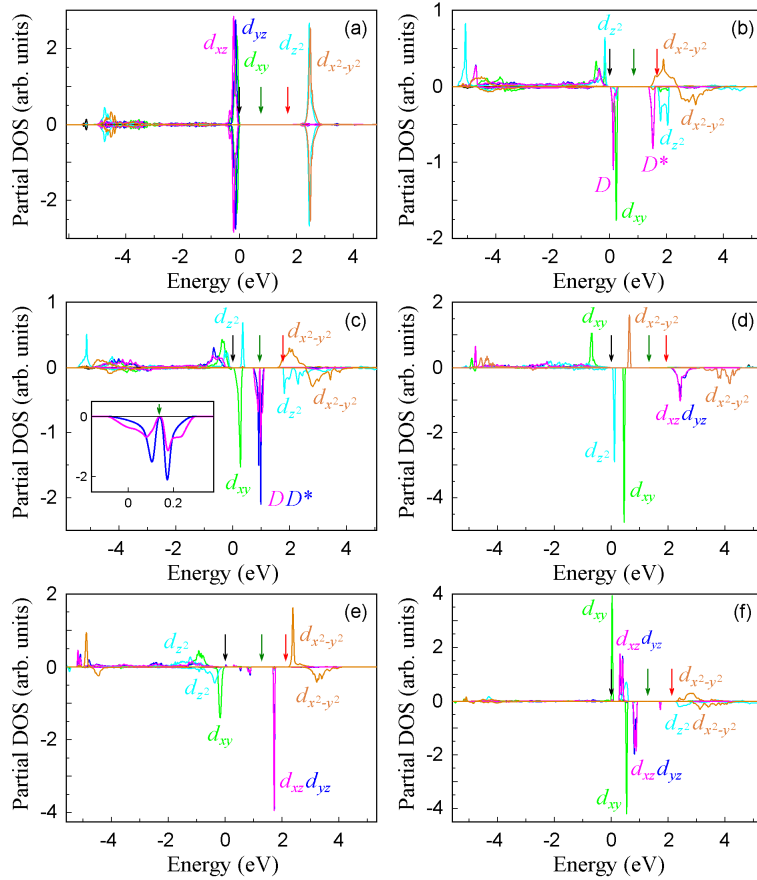 (a)
d_xz d_yz
d_xy d_z² d_x²-y²
Partial DOS (arb. units)
2
0
-2
-4 -2 0 2 4
Energy (eV)
(b)
d_z²
d_x²-y²
Partial DOS (arb. units)
1
0
-1
-2
D D* d_z² d_x²-y²
d_xy
-4 -2 0 2 4
Energy (eV)
(c)
d_z² d_x²-y²
Partial DOS (arb. units)
1
0
-1
-2
0
-2
0 0.2
d_z² d_x²-y²
d_xy
D D*
-4 -2 0 2 4
Energy (eV)
(d)
d_xy d_x²-y²
Partial DOS (arb. units)
2
0
-2
-4
d_xz d_yz d_x²-y²
d_z²
d_xy
-4 -2 0 2 4
Energy (eV)
(e)
d_z² d_x²-y²
Partial DOS (arb. units)
2
0
-2
-4
d_z² d_x²-y²
d_xy
d_xz d_yz
-4 -2 0 2 4
Energy (eV)
(f)
d_xy
d_xz d_yz
d_x²-y²
Partial DOS (arb. units)
4
2
0
-2
-4
d_z² d_x²-y²
d_xz d_yz
d_xy
-4 -2 0 2 4
Energy (eV)